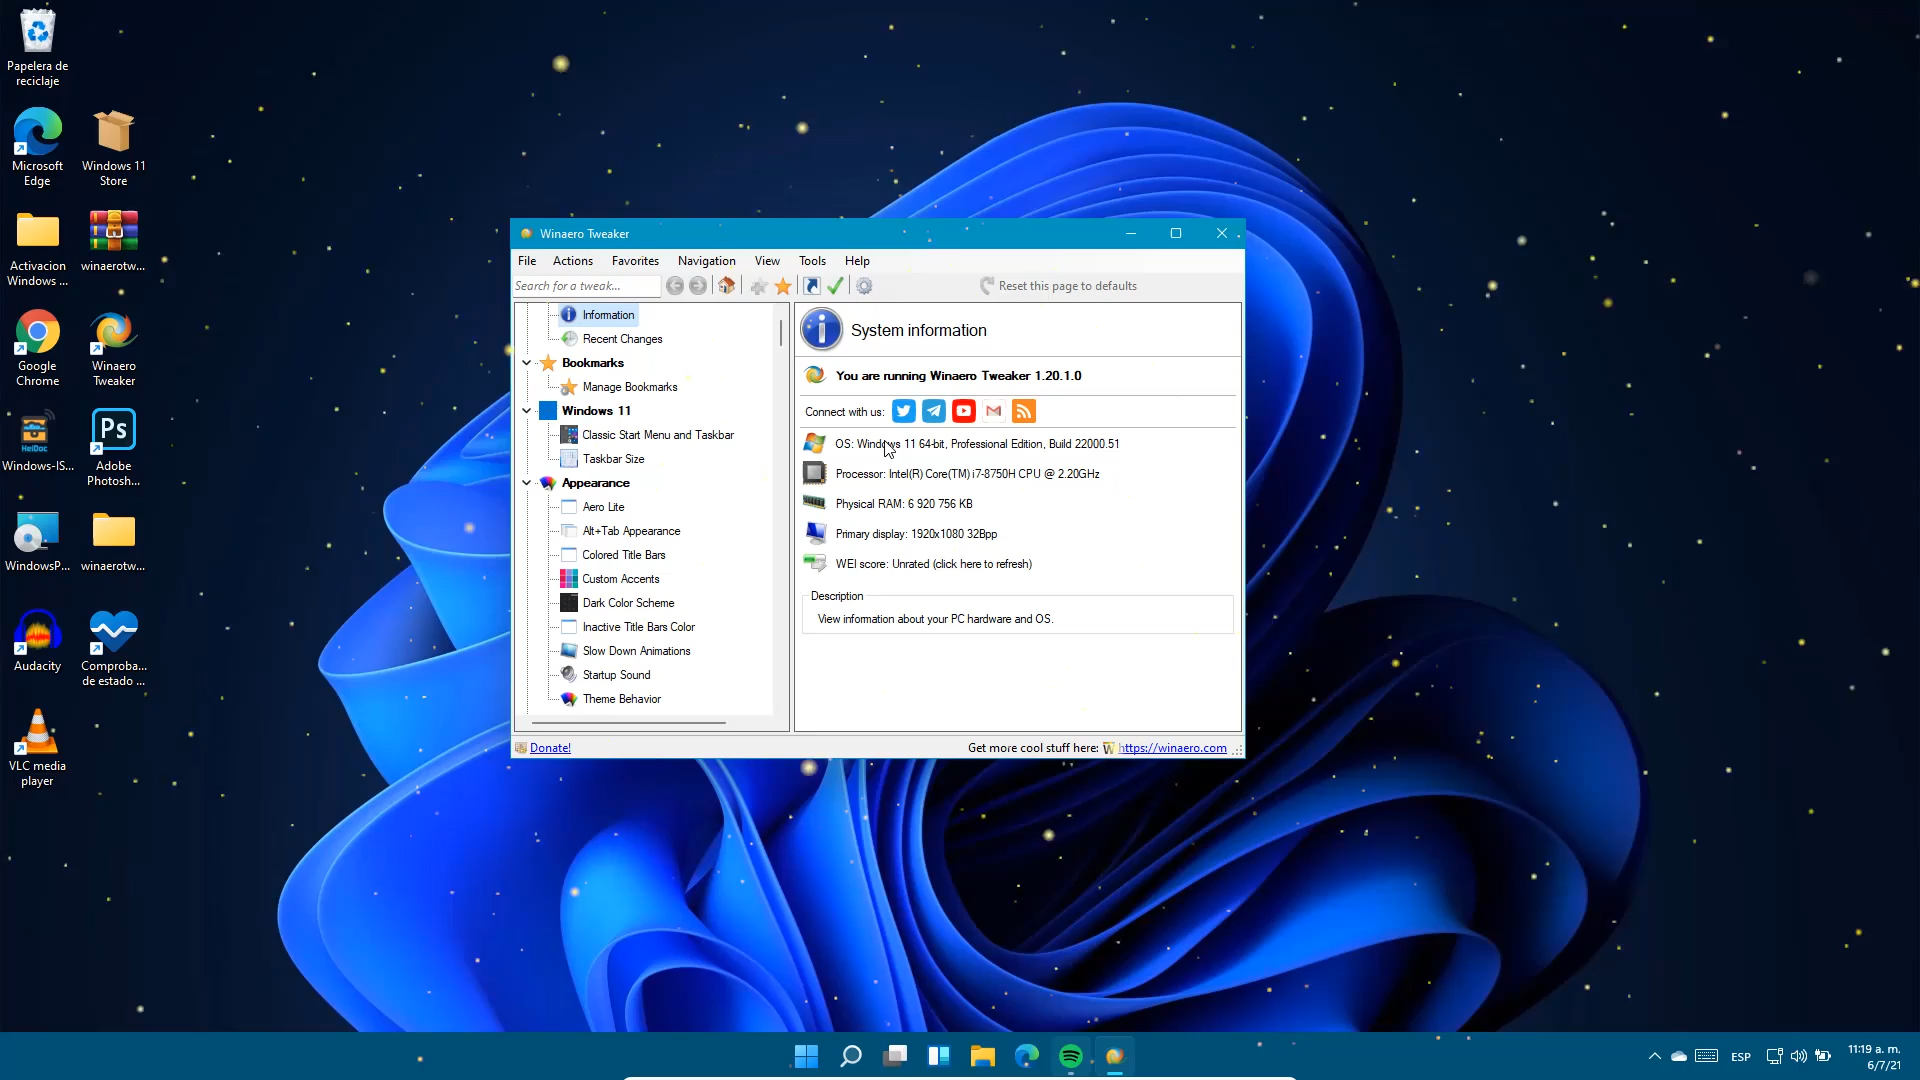 Papelera de
reciclaje
Microsoft
Edge
Windows 11
Store
Activacion
Windows ...
winaerotw...
Google
Chrome
Winaero
Tweaker
HeiDoc
Windows-IS...
Ps
Adobe
Photosh...
WindowsP...
winaerotw...
Audacity
Comproba...
de estado ...
VLC media
player
Winaero Tweaker
File Actions Favorites Navigation View Tools Help
Search for a tweak...
Reset this page to defaults
Information
Recent Changes
Bookmarks
Manage Bookmarks
Windows 11
Classic Start Menu and Taskbar
Taskbar Size
Appearance
Aero Lite
Alt+Tab Appearance
Colored Title Bars
Custom Accents
Dark Color Scheme
Inactive Title Bars Color
Slow Down Animations
Startup Sound
Theme Behavior
System information
You are running Winaero Tweaker 1.20.1.0
Connect with us:
OS: Windows 11 64-bit, Professional Edition, Build 22000.51
Processor: Intel(R) Core(TM) i7-8750H CPU @ 2.20GHz
Physical RAM: 6 920 756 KB
Primary display: 1920x1080 32Bpp
WEI score: Unrated (click here to refresh)
Description
View information about your PC hardware and OS.
Donate!
Get more cool stuff here: W https://winaero.com
ESP
11:19 a. m.
6/7/21